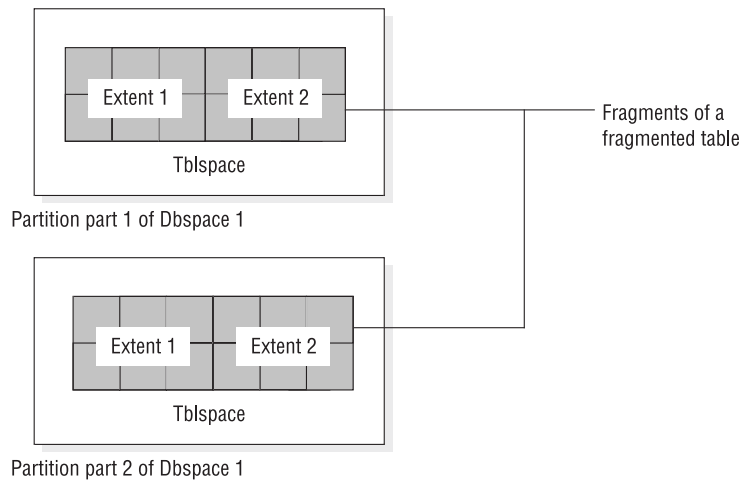 Extent 1
Extent 2
Tblspace
Fragments of a
fragmented table
Partition part 1 of Dbspace 1
Extent 1
Extent 2
Tblspace
Partition part 2 of Dbspace 1